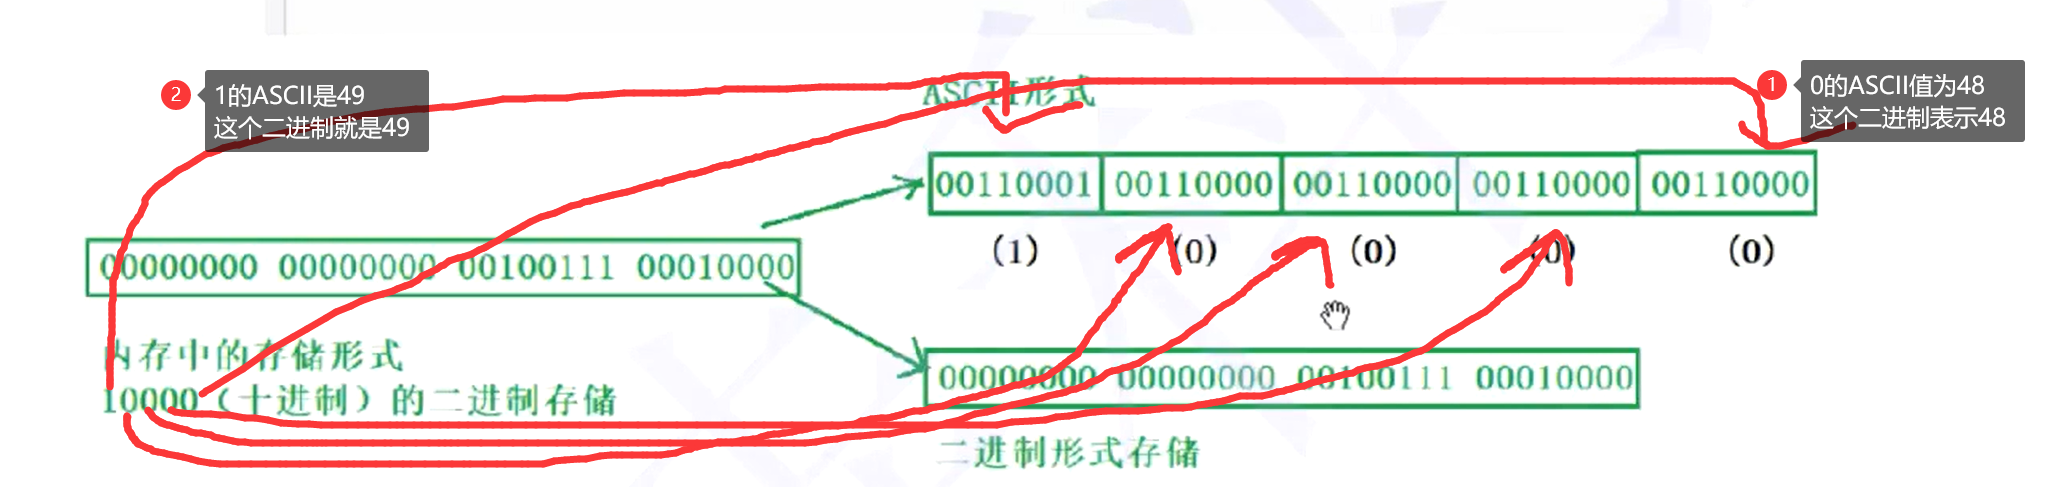 ② 1的ASCII是49
这个二进制就是49
ASCII形式
① 0的ASCII值为48
这个二进制表示48
00110001 00110000 00110000 00110000 00110000
(1) (0) (0) (0) (0)
00000000 00000000 00100111 00010000
内存中的存储形式
10000（十进制）的二进制存储
00000000 00000000 00100111 00010000
二进制形式存储